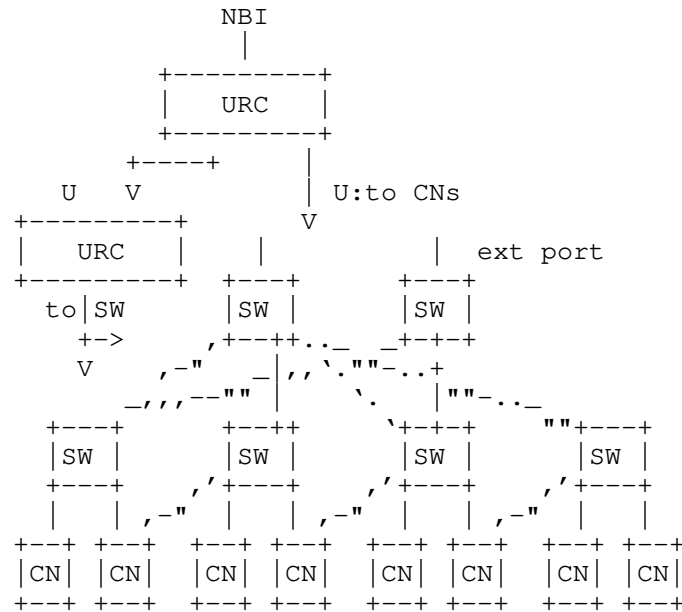 NBI
URC
U V
U:to CNs
V
URC
ext port
to SW
SW SW
V
SW SW SW SW
CN CN CN CN CN CN CN CN